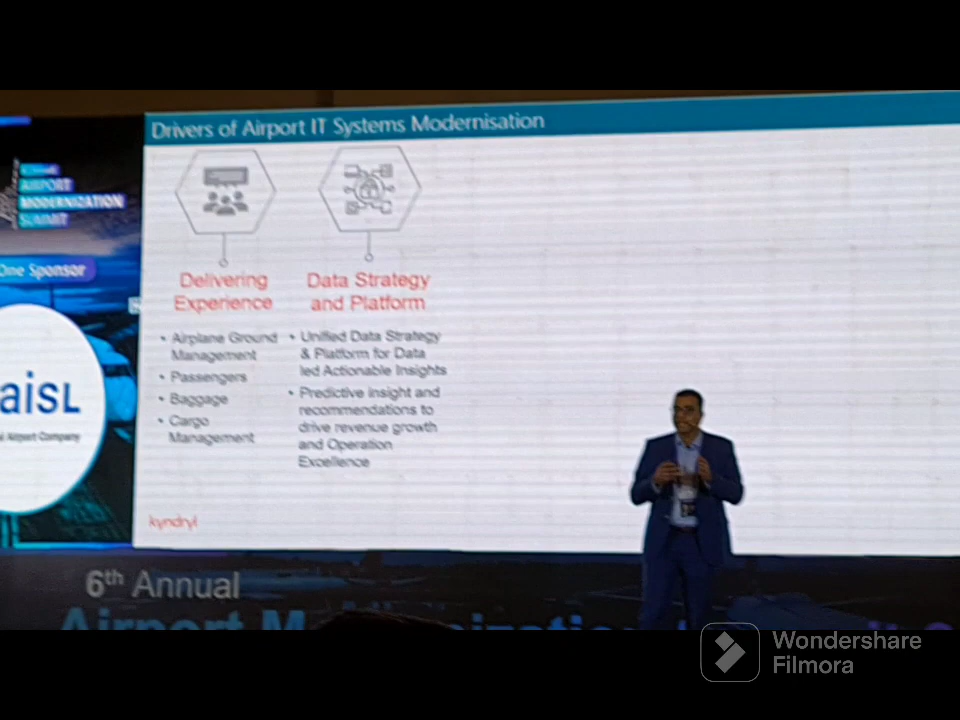 Drivers of Airport IT Systems Modernisation
AIRPORT
MODERNIZATION
SUMMIT
One Sponsor
aisL
Airport Company
Delivering
Experience
• Airplane Ground
Management
• Passengers
• Baggage
• Cargo
Management
Data Strategy
and Platform
• Unified Data Strategy
& Platform for Data
led Actionable Insights
• Predictive insight and
recommendations to
drive revenue growth
and Operation
Excellence
kyndryl
6th Annual
Airport M
Wondershare
Filmora